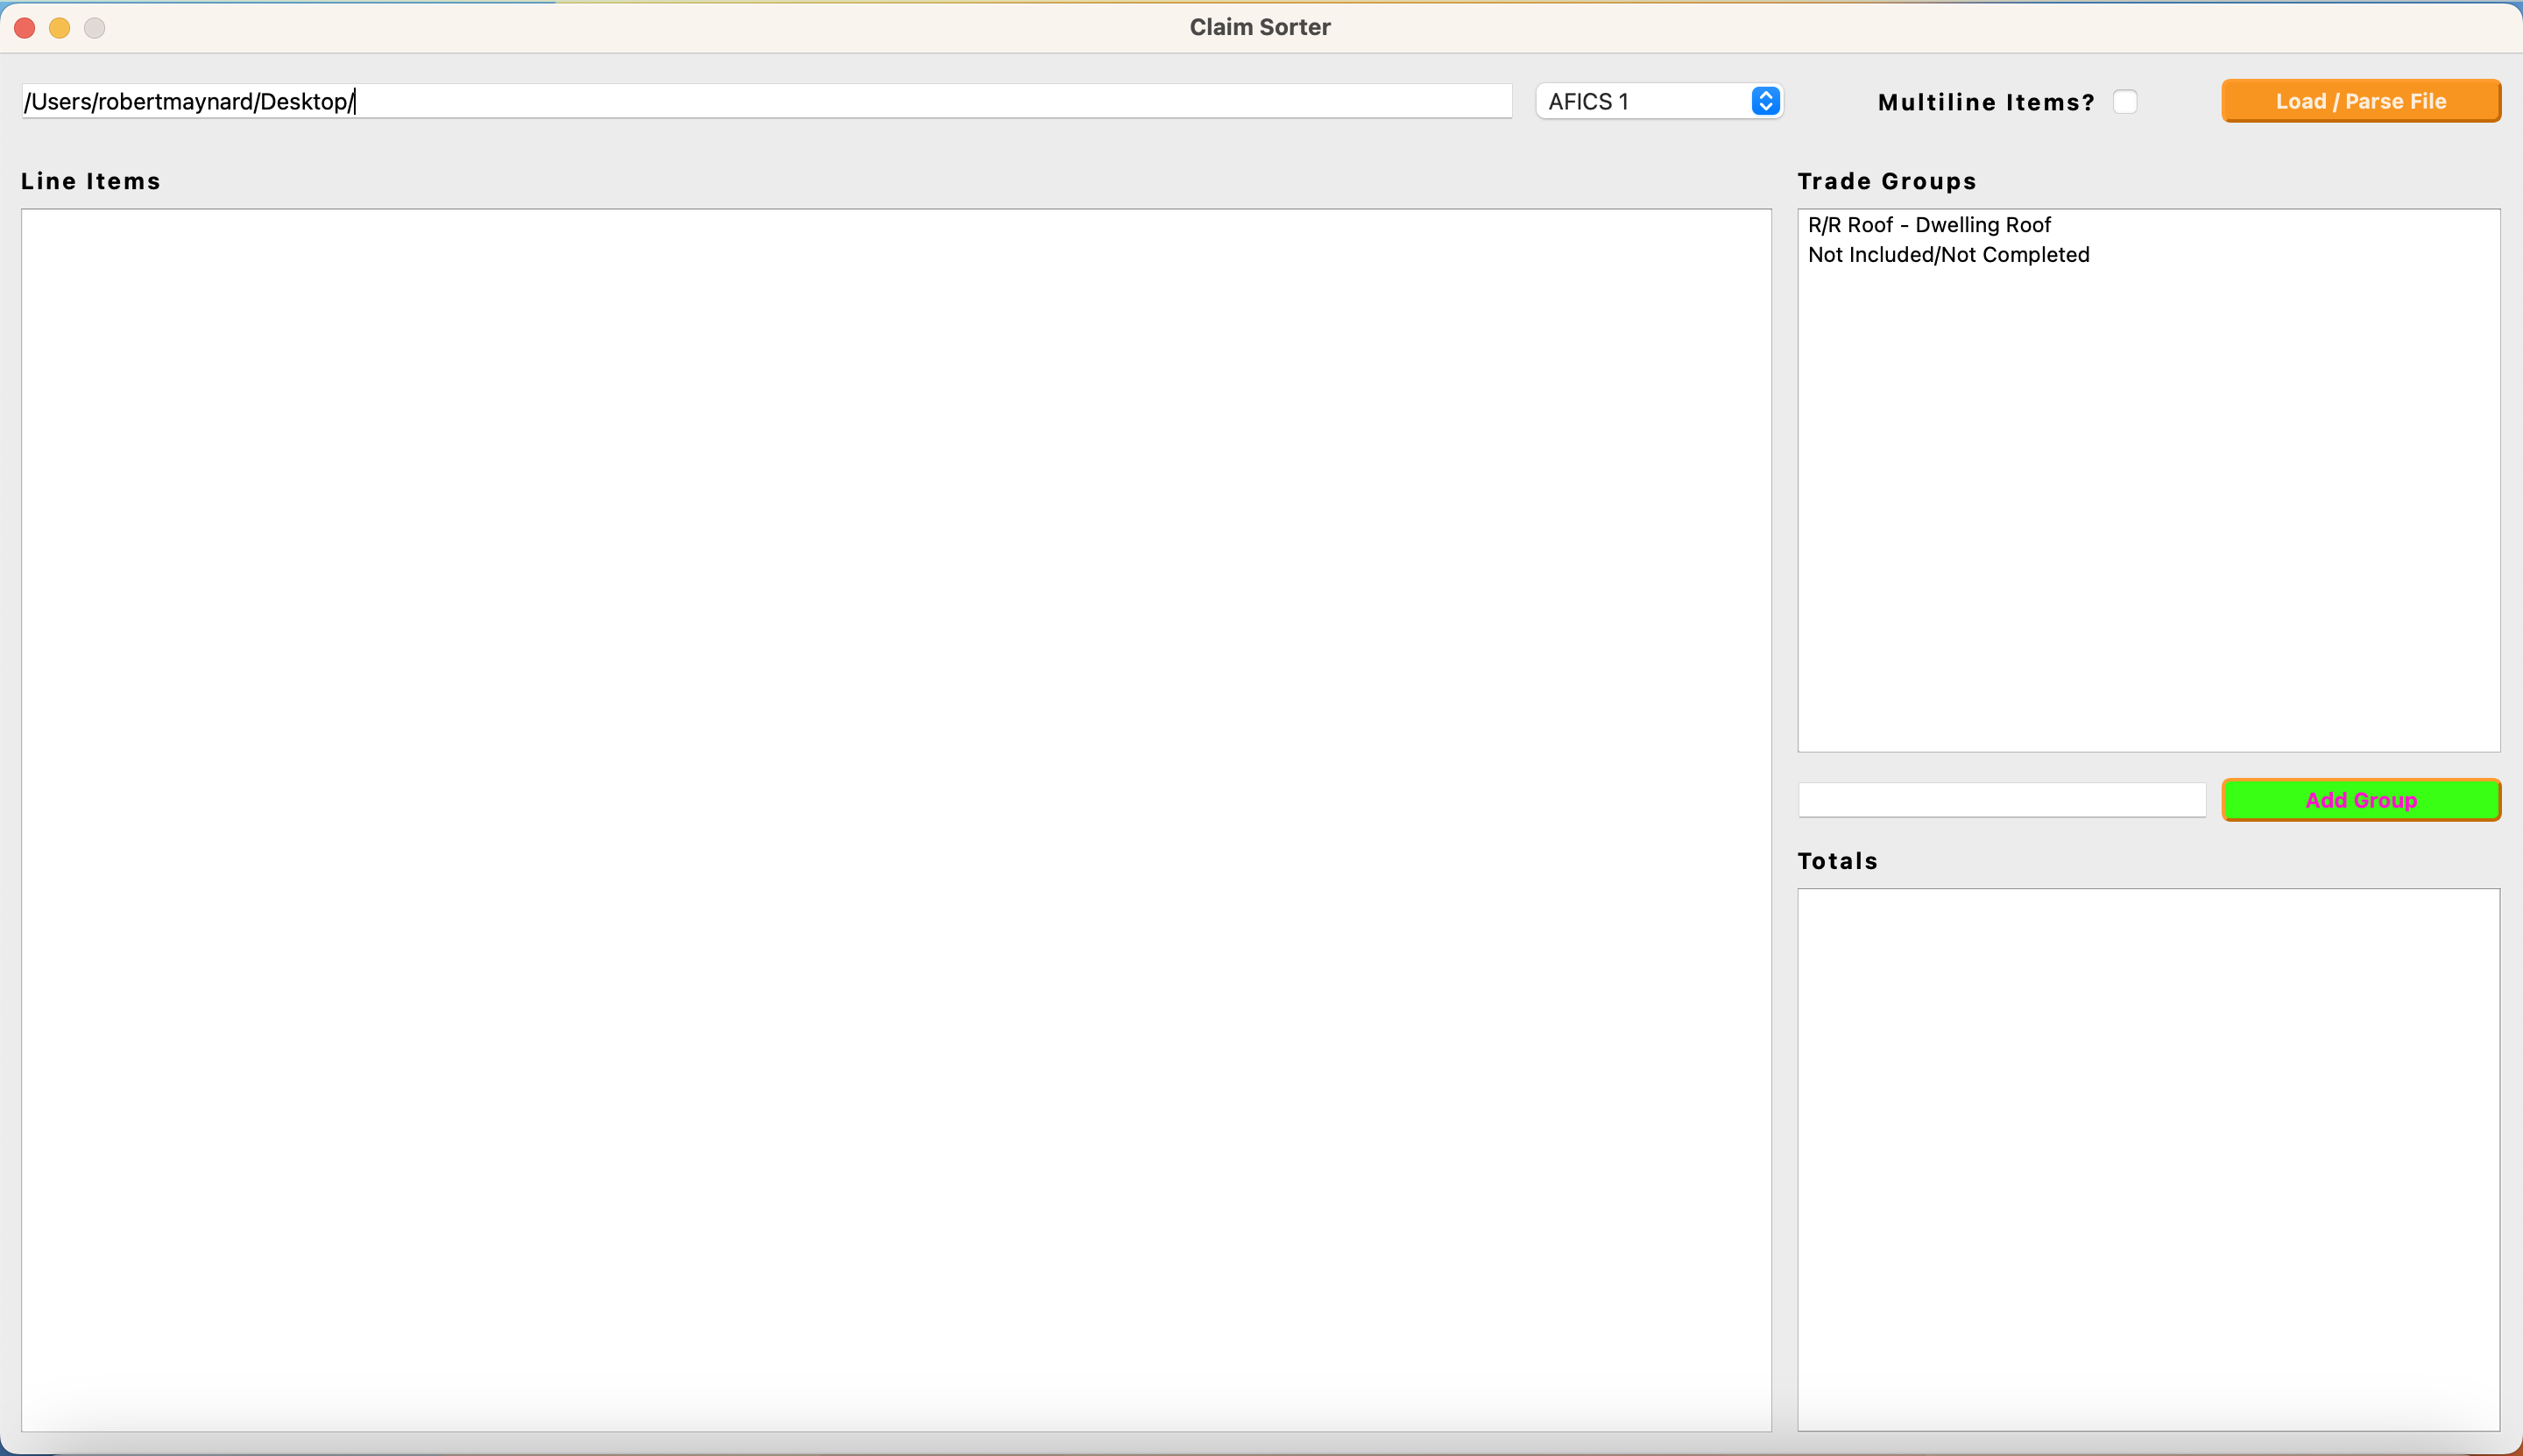 Claim Sorter
/Users/robertmaynard/Desktop/
AFICS 1
Multiline Items?
Load / Parse File
Line Items
Trade Groups
R/R Roof - Dwelling Roof
Not Included/Not Completed
Add Group
Totals